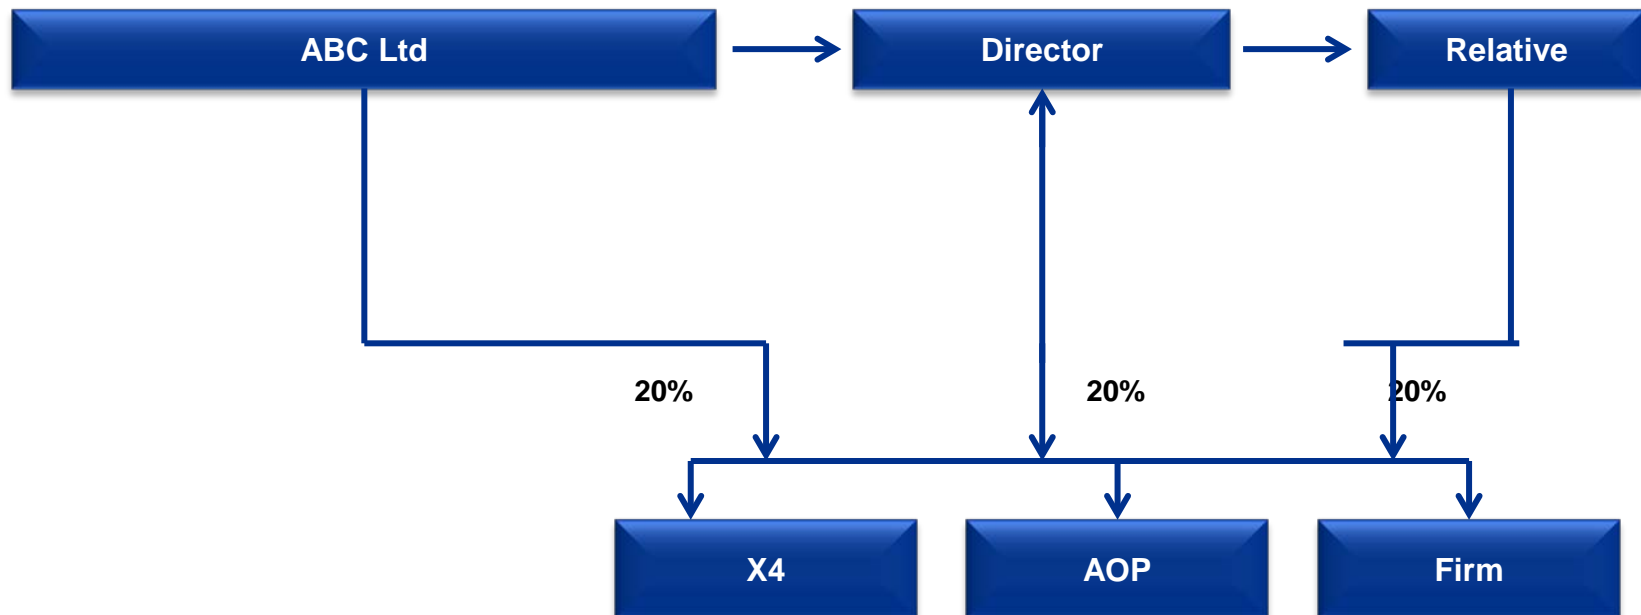 ABC Ltd
Director
Relative
20%
20%
20%
X4
AOP
Firm